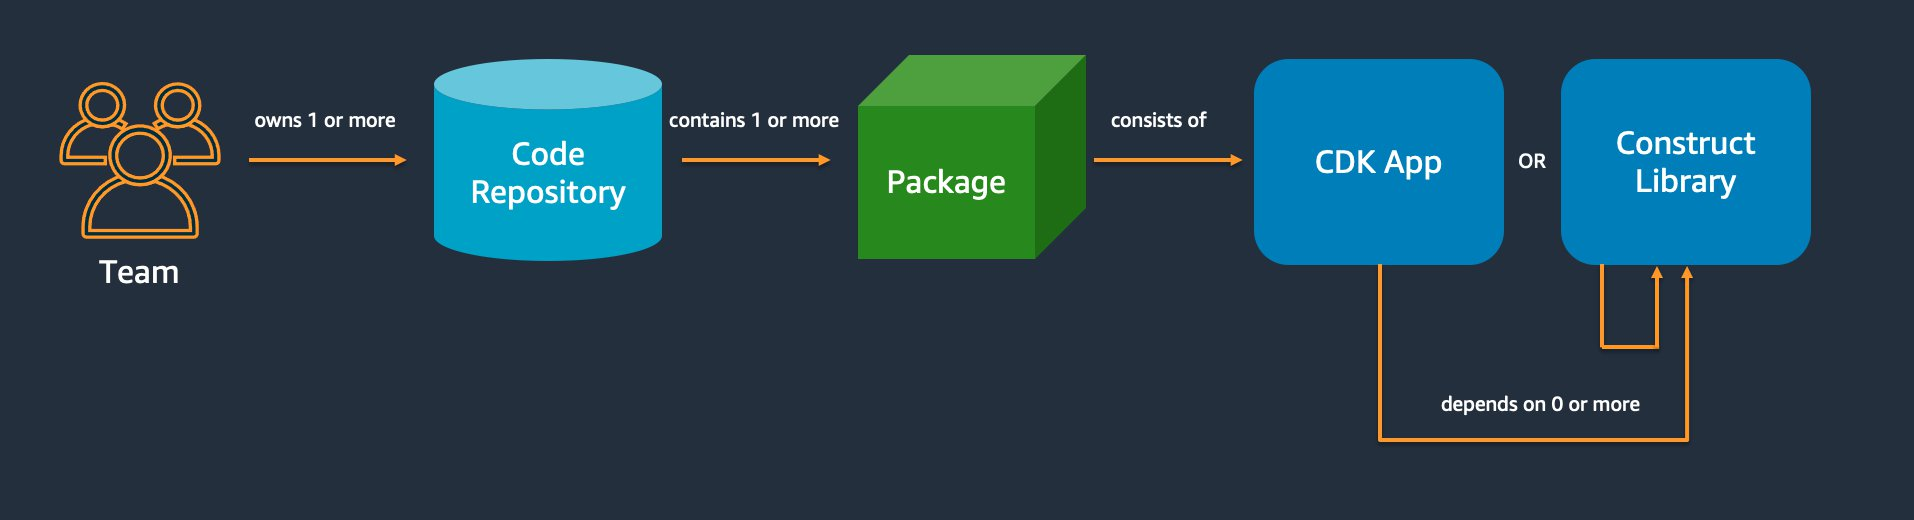 Team
owns 1 or more
Code
Repository
contains 1 or more
Package
consists of
CDK App
OR
Construct
Library
depends on 0 or more